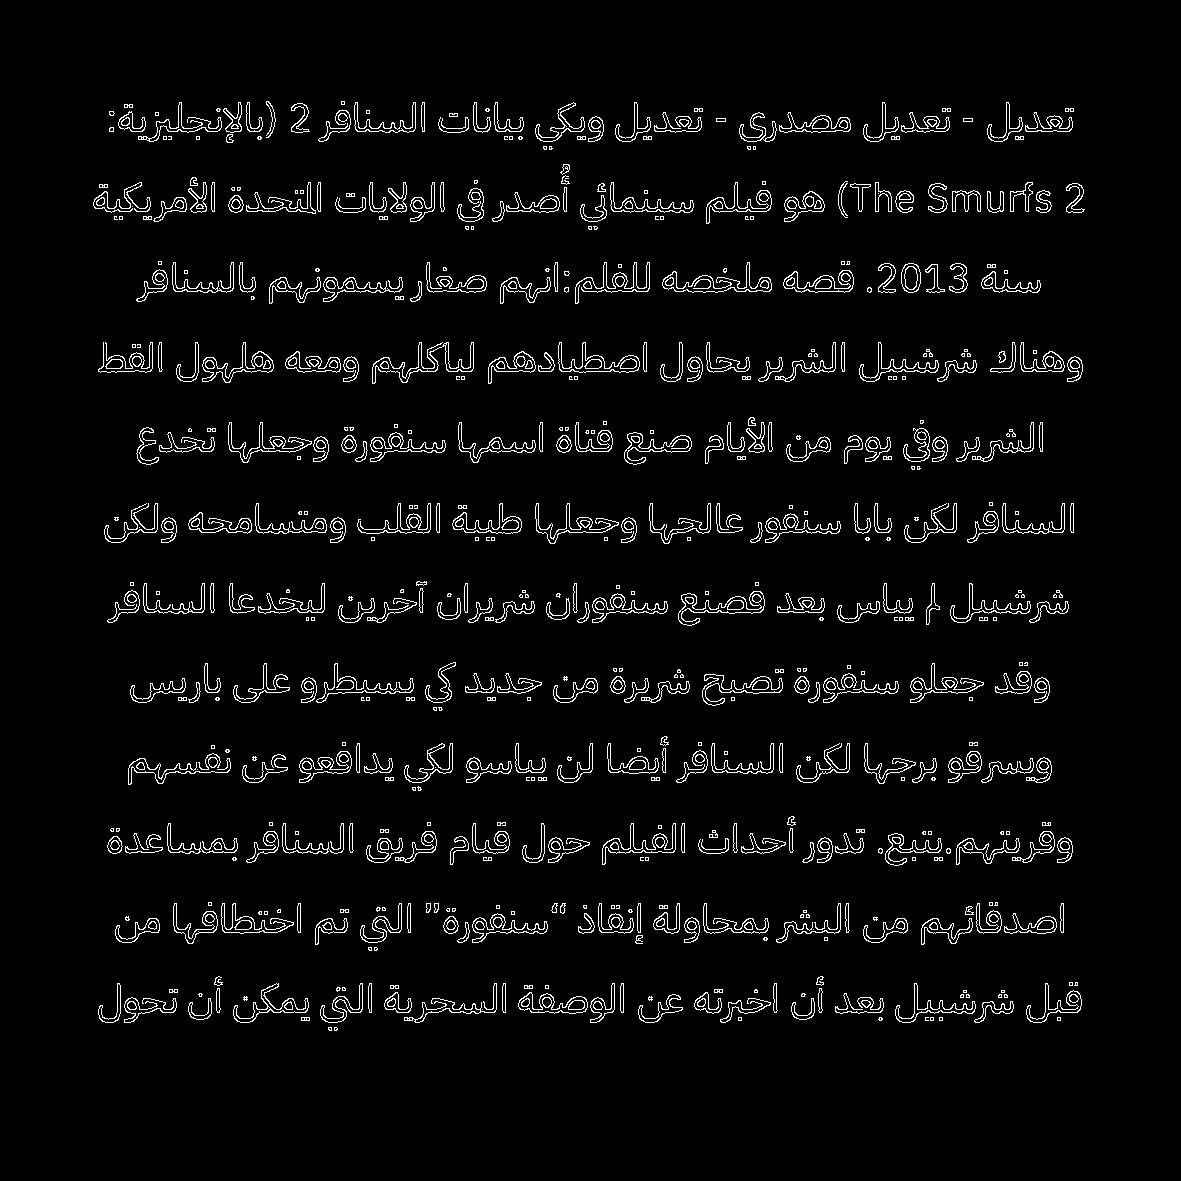 تعديل - تعديل مصدري - تعديل ويكي بيانات السنافر 2 (بالإنجليزية:
The Smurfs 2) هو فيلم سينمائي أُصدر في الولايات المتحدة الأمريكية
سنة 2013. قصه ملخصه للفلم:انهم صغار يسمونهم بالسنافر
وهناك شرشبيل الشرير يحاول اصطيادهم لياكلهم ومعه هلهول القط
الشرير وفي يوم من الأيام صنع فتاة اسمها سنفورة وجعلها تخدع
السنافر لكن بابا سنفور عالجها وجعلها طيبة القلب ومتسامحه ولكن
شرشبيل لم يياس بعد فصنع سنفوران شريران آخرين ليخدعا السنافر
وقد جعلو سنفورة تصبح شريرة من جديد كي يسيطرو على باريس
ويسرقو برجها لكن السنافر أيضا لن يياسو لكي يدافعو عن نفسهم
وقريتهم.يتبع. تدور أحداث الفيلم حول قيام فريق السنافر بمساعدة
اصدقائهم من البشر بمحاولة إنقاذ “سنفورة” التي تم اختطافها من
قبل شرشبيل بعد أن اخبرته عن الوصفة السحرية التي يمكن أن تحول